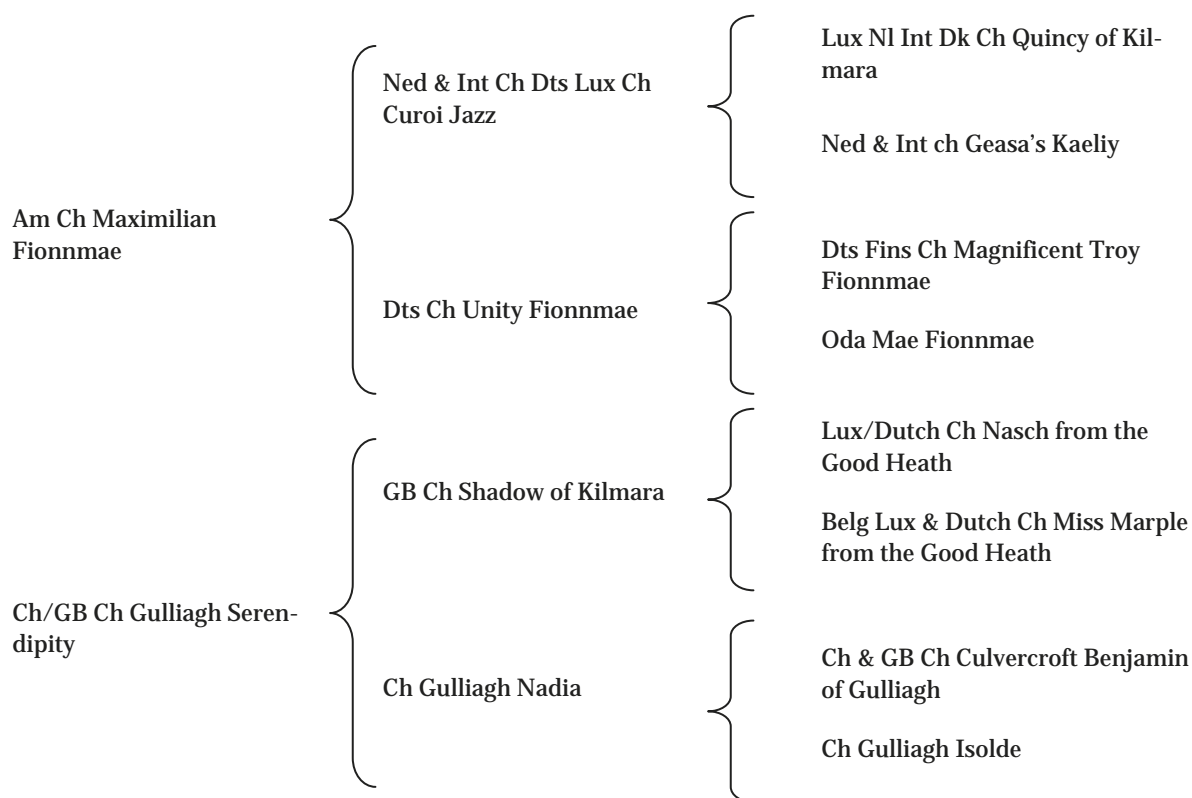 Lux Nl Int Dk Ch Quincy of Kil-
mara
Ned & Int Ch Dts Lux Ch
Curoi Jazz
Ned & Int ch Geasa’s Kaeliy
Am Ch Maximilian
Fionnmae
Dts Fins Ch Magnificent Troy
Fionnmae
Dts Ch Unity Fionnmae
Oda Mae Fionnmae
Lux/Dutch Ch Nasch from the
Good Heath
GB Ch Shadow of Kilmara
Belg Lux & Dutch Ch Miss Marple
from the Good Heath
Ch/GB Ch Gulliagh Seren-
dipity
Ch & GB Ch Culvercroft Benjamin
of Gulliagh
Ch Gulliagh Nadia
Ch Gulliagh Isolde